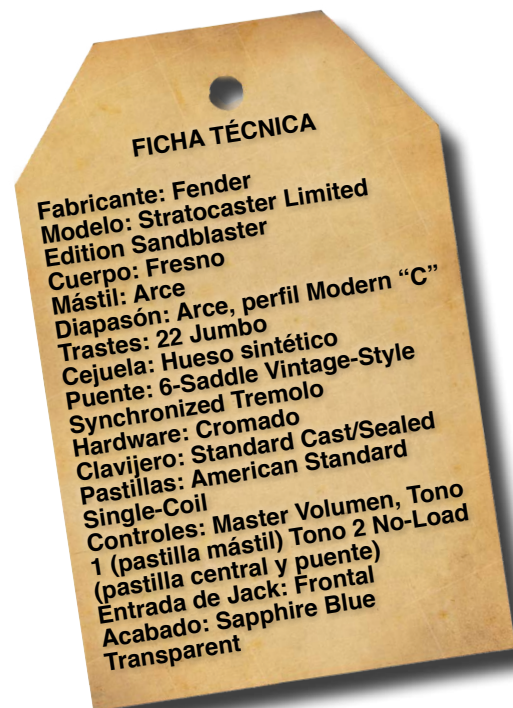 FICHA TÉCNICA
Fabricante: Fender
Modelo: Stratocaster Limited
Edition Sandblaster
Cuerpo: Fresno
Mástil: Arce
Diapasón: Arce, perfil Modern “C”
Trastes: 22 Jumbo
Cejuela: Hueso sintético
Puente: 6-Saddle Vintage-Style
Synchronized Tremolo
Hardware: Cromado
Clavijero: Standard Cast/Sealed
Pastillas: American Standard
Single-Coil
Controles: Master Volumen, Tono
1 (pastilla mástil) Tono 2 No-Load
(pastilla central y puente)
Entrada de Jack: Frontal
Acabado: Sapphire Blue
Transparent